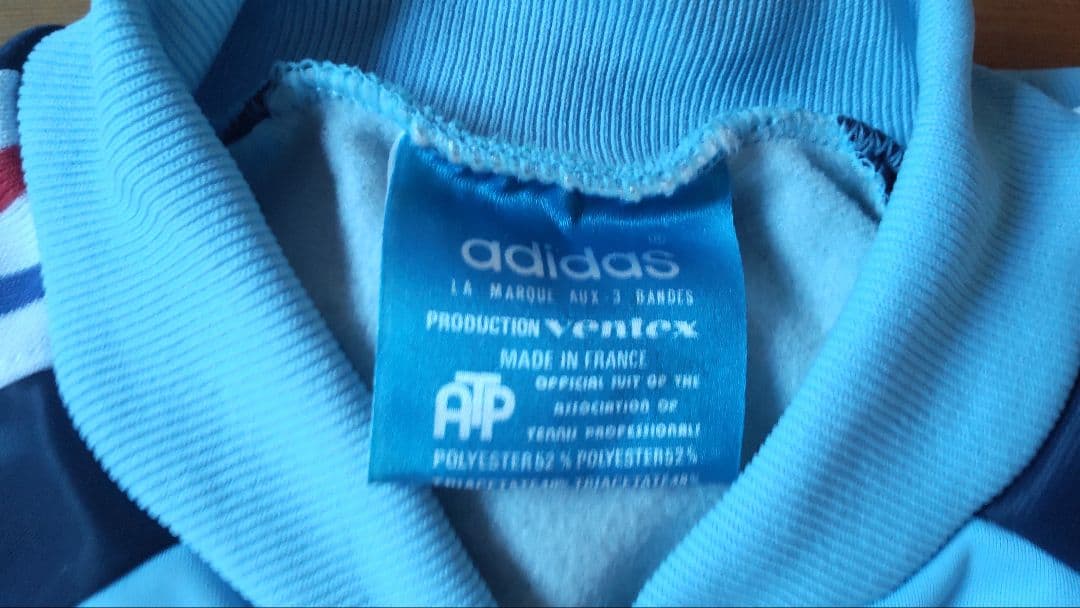 adidas
LA MARQUE AUX 3 BANDES
PRODUCTION ventex
MADE IN FRANCE
ATP
OFFICIAL SUIT OF THE
ASSOCIATION OF
TENNIS PROFESSIONALS
POLYESTER 52 % POLYESTER 52 %